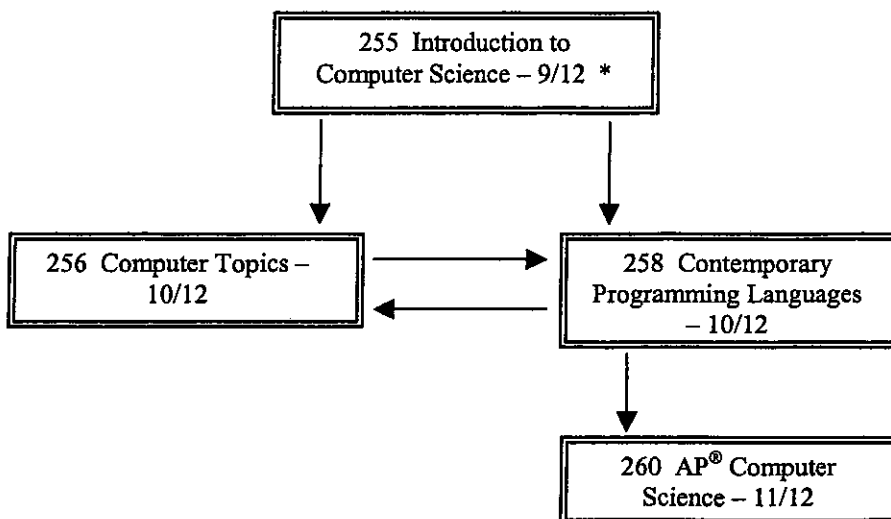 255 Introduction to
Computer Science – 9/12 *
256 Computer Topics –
10/12
258 Contemporary
Programming Languages
– 10/12
260 AP® Computer
Science – 11/12